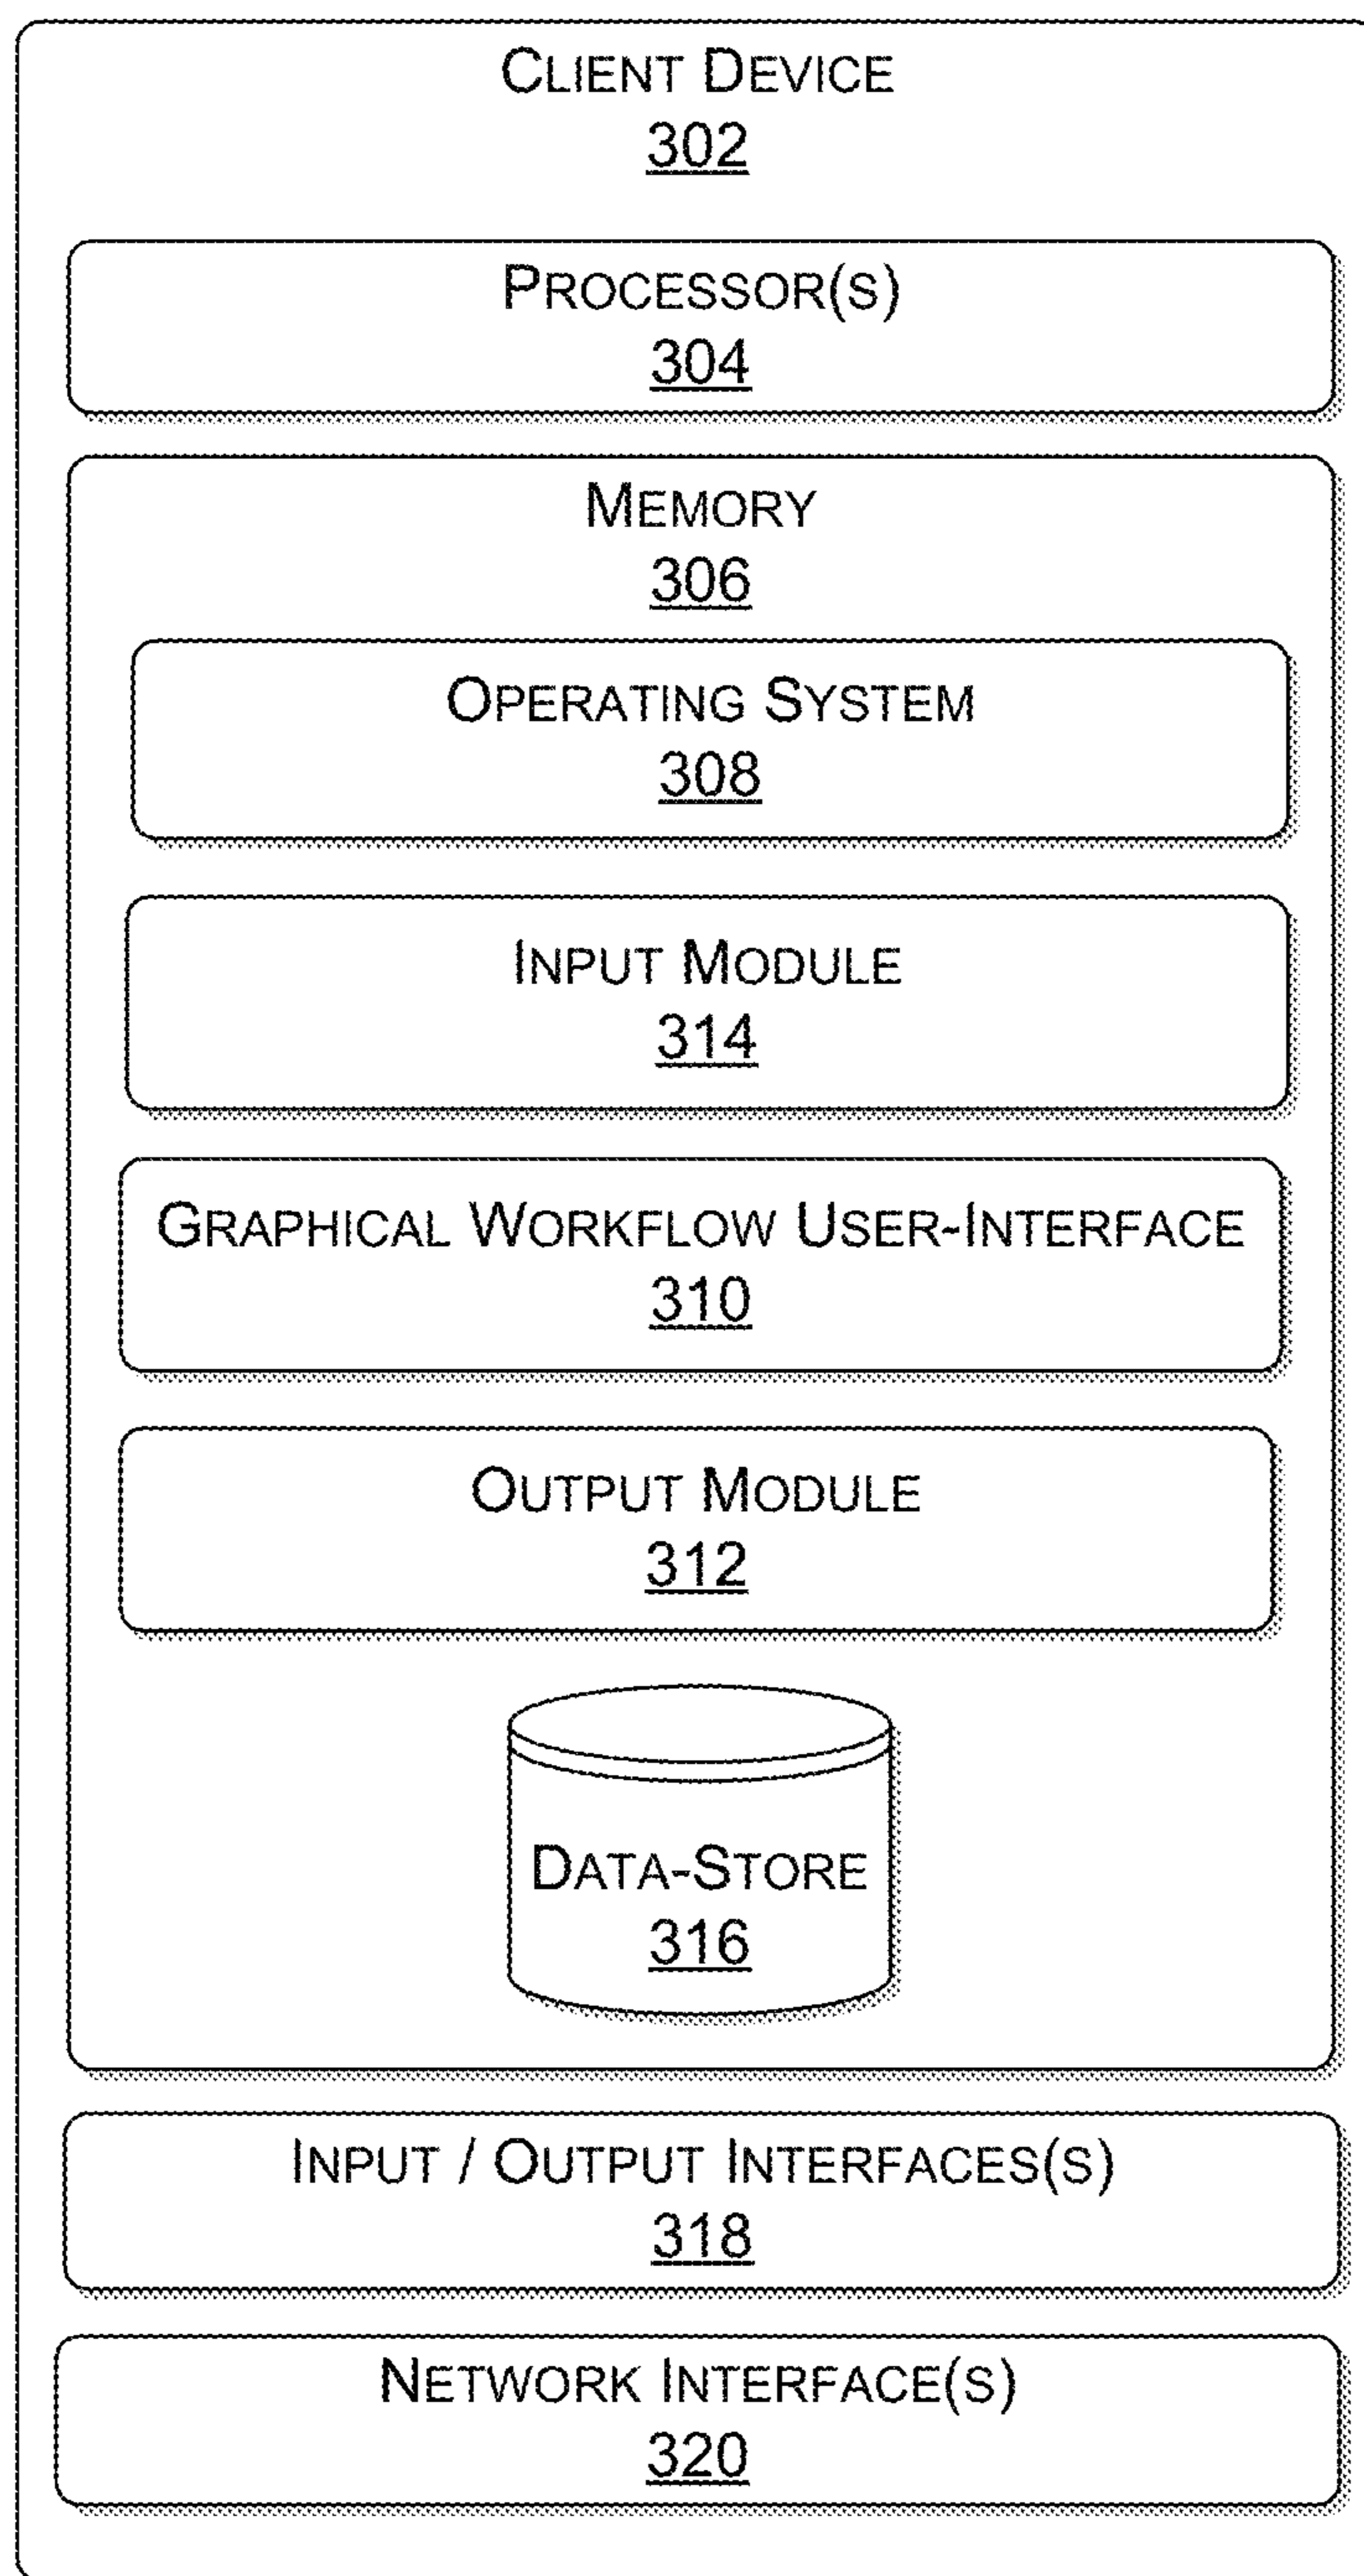 CLIENT DEVICE
302
PROCESSOR(S)
304
MEMORY
306
OPERATING SYSTEM
308
INPUT MODULE
314
GRAPHICAL WORKFLOW USER-INTERFACE
310
OUTPUT MODULE
312
DATA-STORE
316
INPUT / OUTPUT INTERFACES(S)
318
NETWORK INTERFACE(S)
320